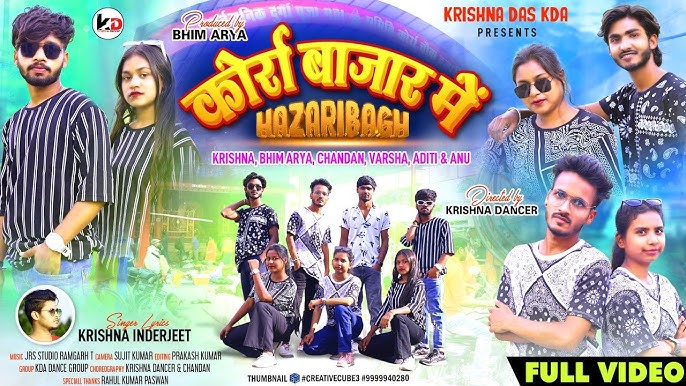 KD
Produced by
BHIM ARYA
KRISHNA DAS KDA
PRESENTS
कोर्रा बाजार में
HAZARIBAGH
KRISHNA, BHIM ARYA, CHANDAN, VARSHA, ADITI & ANU
Directed by
KRISHNA DANCER
Singer Lyrics
KRISHNA INDERJEET
MUSIC JRS STUDIO RAMGARH T CAMERA SUJIT KUMAR EDITING PRAKASH KUMAR
GROUP KDA DANCE GROUP CHOREOGRAPHY KRISHNA DANCER & CHANDAN
SPECIALL THANKS RAHUL KUMAR PASWAN
THUMBNAIL #CREATIVECUBE3 #9999940280
FULL VIDEO